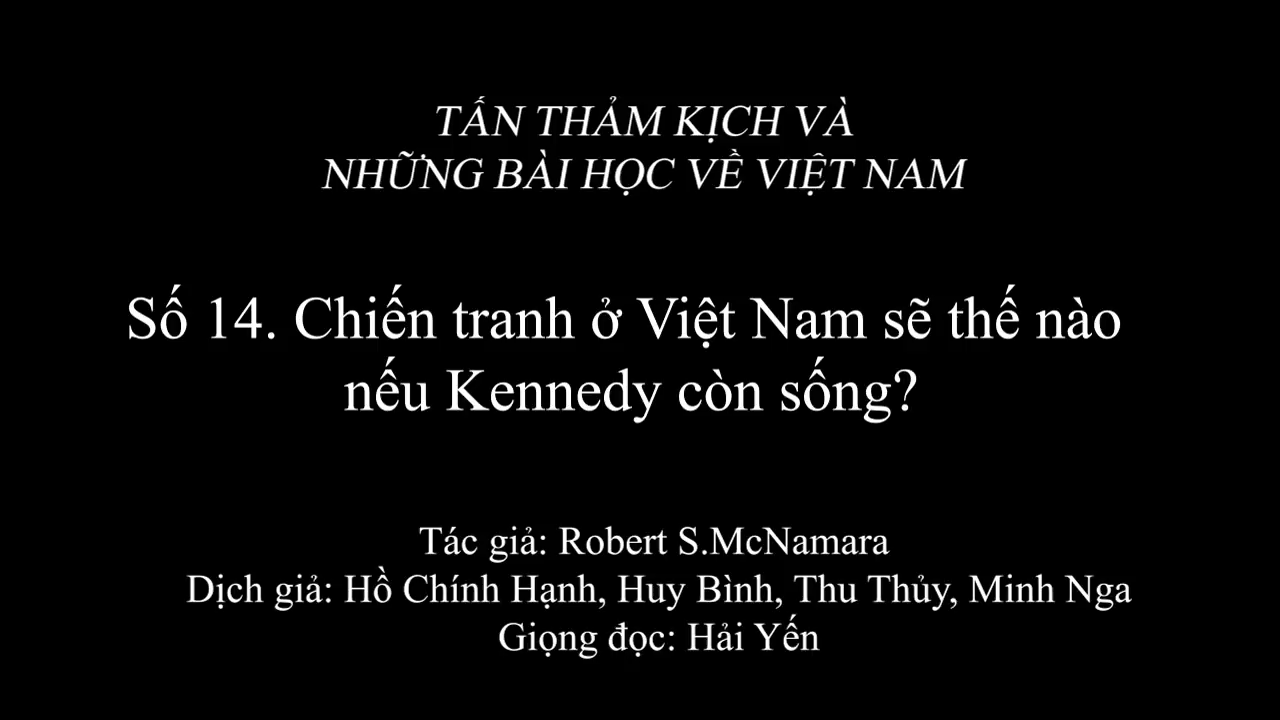 TẤN THẢM KỊCH VÀ
NHỮNG BÀI HỌC VỀ VIỆT NAM
Số 14. Chiến tranh ở Việt Nam sẽ thế nào
nếu Kennedy còn sống?
Tác giả: Robert S.McNamara
Dịch giả: Hồ Chính Hạnh, Huy Bình, Thu Thủy, Minh Nga
Giọng đọc: Hải Yến